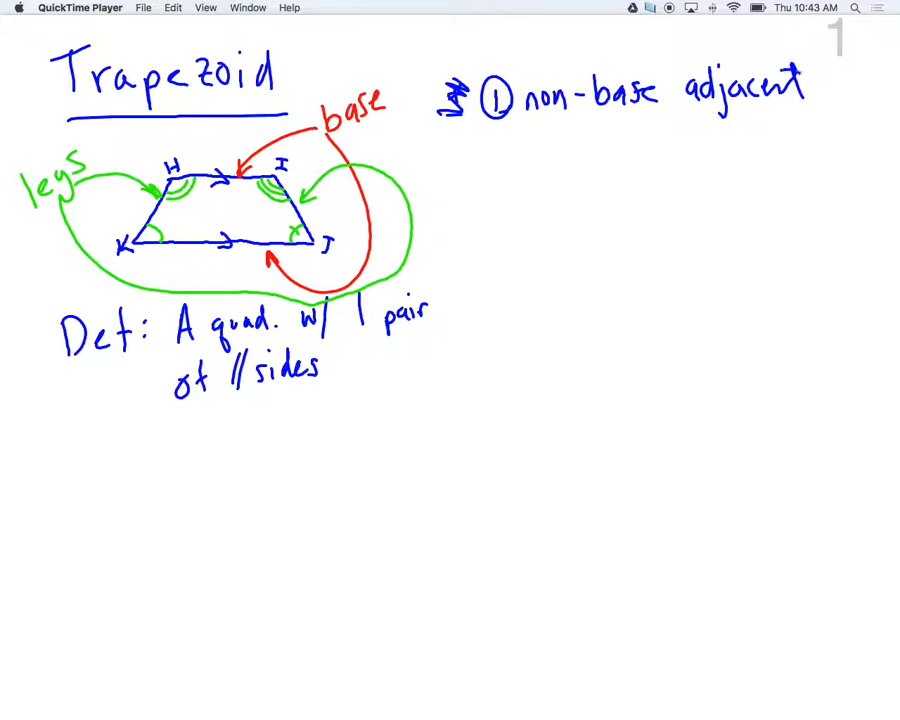 QuickTime Player File Edit View Window Help Thu 10:43 AM
1
Trapezoid
① non-base adjacent
base
legs
H I
K J
Def: A quad. w/ 1 pair
of // sides